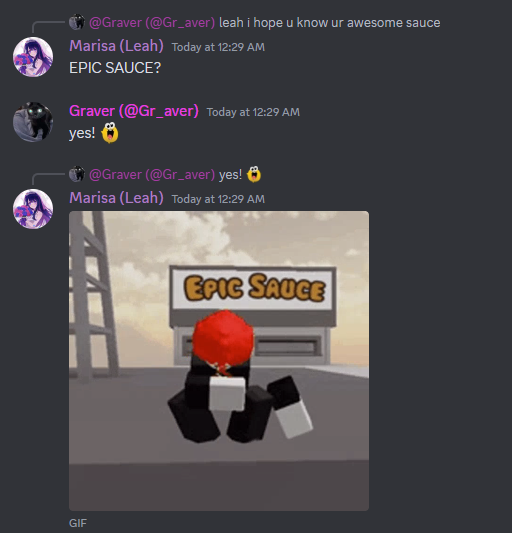 @Graver (@Gr_aver) leah i hope u know ur awesome sauce
Marisa (Leah) Today at 12:29 AM
EPIC SAUCE?
Graver (@Gr_aver) Today at 12:29 AM
yes!
@Graver (@Gr_aver) yes!
Marisa (Leah) Today at 12:29 AM
EPIC SAUCE
GIF